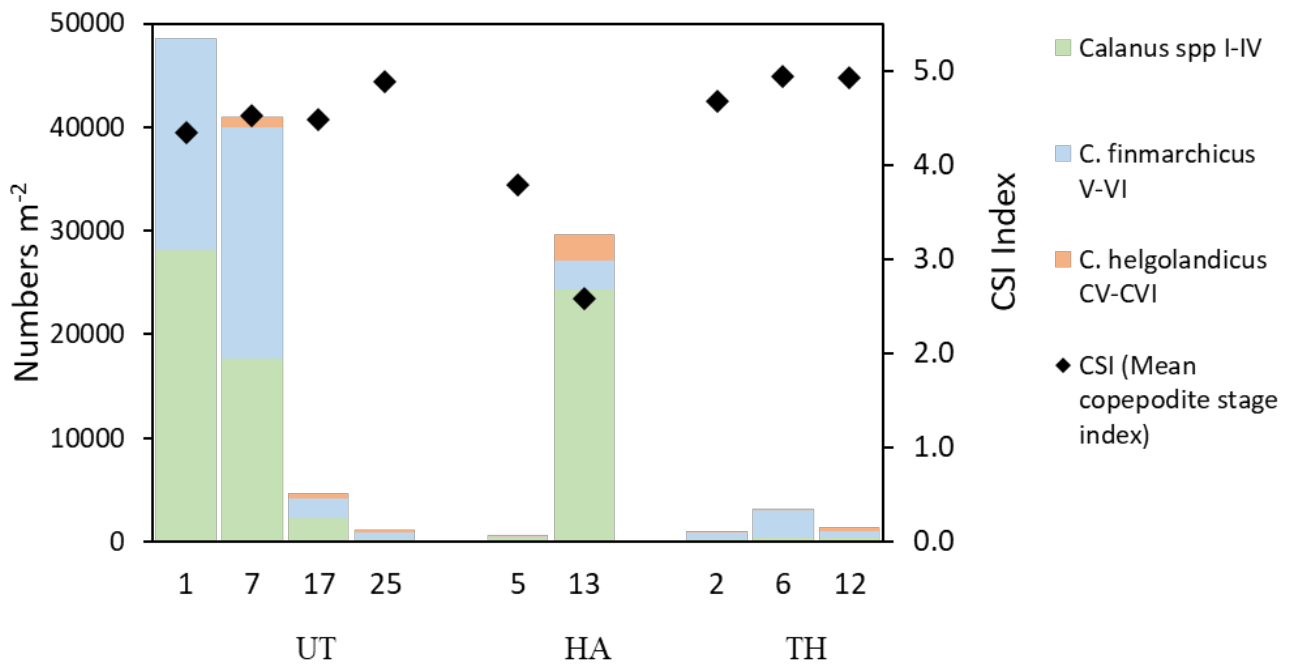 50000
40000
30000
20000
10000
0
Numbers m-2
5.0
4.0
3.0
2.0
1.0
0.0
CSI Index
1 7 17 25 5 13 2 6 12
UT HA TH
Calanus spp I-IV
C. finmarchicus
V-VI
C. helgolandicus
CV-CVI
CSI (Mean
copepodite stage
index)